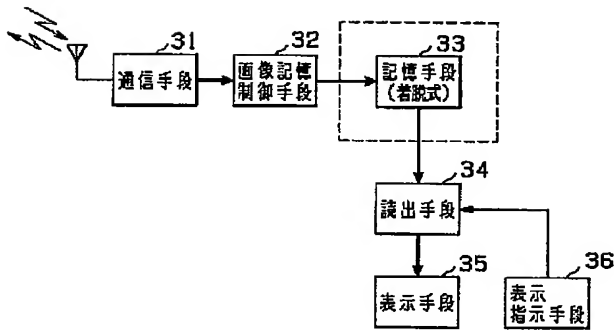 31
通信手段
32
画像記憶
制御手段
33
記憶手段
(着脱式)
34
読出手段
35
表示手段
36
表示
指示手段